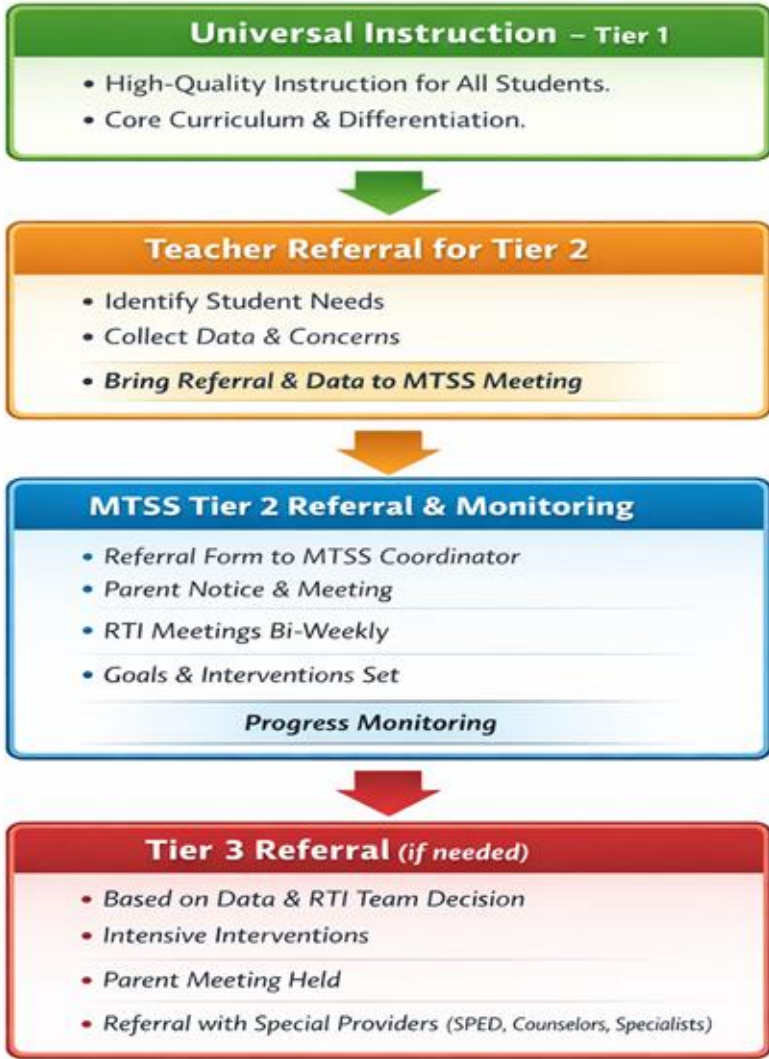 Universal Instruction – Tier 1
• High-Quality Instruction for All Students.
• Core Curriculum & Differentiation.
Teacher Referral for Tier 2
• Identify Student Needs
• Collect Data & Concerns
• Bring Referral & Data to MTSS Meeting
MTSS Tier 2 Referral & Monitoring
• Referral Form to MTSS Coordinator
• Parent Notice & Meeting
• RTI Meetings Bi-Weekly
• Goals & Interventions Set
Progress Monitoring
Tier 3 Referral (if needed)
• Based on Data & RTI Team Decision
• Intensive Interventions
• Parent Meeting Held
• Referral with Special Providers (SPED, Counselors, Specialists)